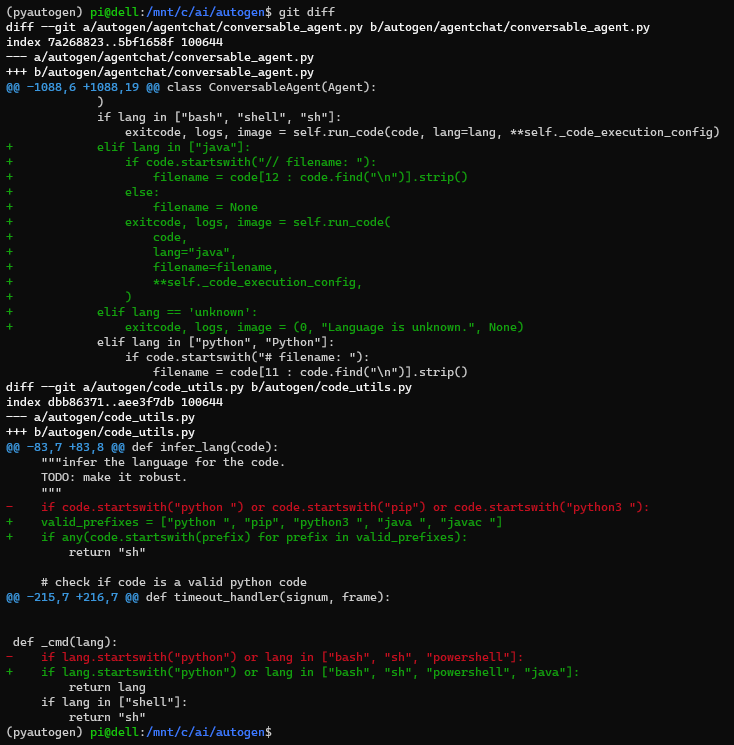 (pyautogen) pi@dell:/mnt/c/ai/autogen$ git diff
diff --git a/autogen/agentchat/conversable_agent.py b/autogen/agentchat/conversable_agent.py
index 7a268823..5bf1658f 100644
--- a/autogen/agentchat/conversable_agent.py
+++ b/autogen/agentchat/conversable_agent.py
@@ -1088,6 +1088,19 @@ class ConversableAgent(Agent):
             )
             if lang in ["bash", "shell", "sh"]:
                 exitcode, logs, image = self.run_code(code, lang=lang, **self._code_execution_config)
+            elif lang in ["java"]:
+                if code.startswith("// filename: "):
+                    filename = code[12 : code.find("\n")].strip()
+                else:
+                    filename = None
+                exitcode, logs, image = self.run_code(
+                    code,
+                    lang="java",
+                    filename=filename,
+                    **self._code_execution_config,
+                )
+            elif lang == 'unknown':
+                exitcode, logs, image = (0, "Language is unknown.", None)
             elif lang in ["python", "Python"]:
                 if code.startswith("# filename: "):
                     filename = code[11 : code.find("\n")].strip()
diff --git a/autogen/code_utils.py b/autogen/code_utils.py
index dbb86371..aee3f7db 100644
--- a/autogen/code_utils.py
+++ b/autogen/code_utils.py
@@ -83,7 +83,8 @@ def infer_lang(code):
     """infer the language for the code.
     TODO: make it robust.
     """
-    if code.startswith("python ") or code.startswith("pip") or code.startswith("python3 "):
+    valid_prefixes = ["python ", "pip", "python3 ", "java ", "javac "]
+    if any(code.startswith(prefix) for prefix in valid_prefixes):
         return "sh"

     # check if code is a valid python code
@@ -215,7 +216,7 @@ def timeout_handler(signum, frame):


 def _cmd(lang):
-    if lang.startswith("python") or lang in ["bash", "sh", "powershell"]:
+    if lang.startswith("python") or lang in ["bash", "sh", "powershell", "java"]:
         return lang
     if lang in ["shell"]:
         return "sh"
(pyautogen) pi@dell:/mnt/c/ai/autogen$